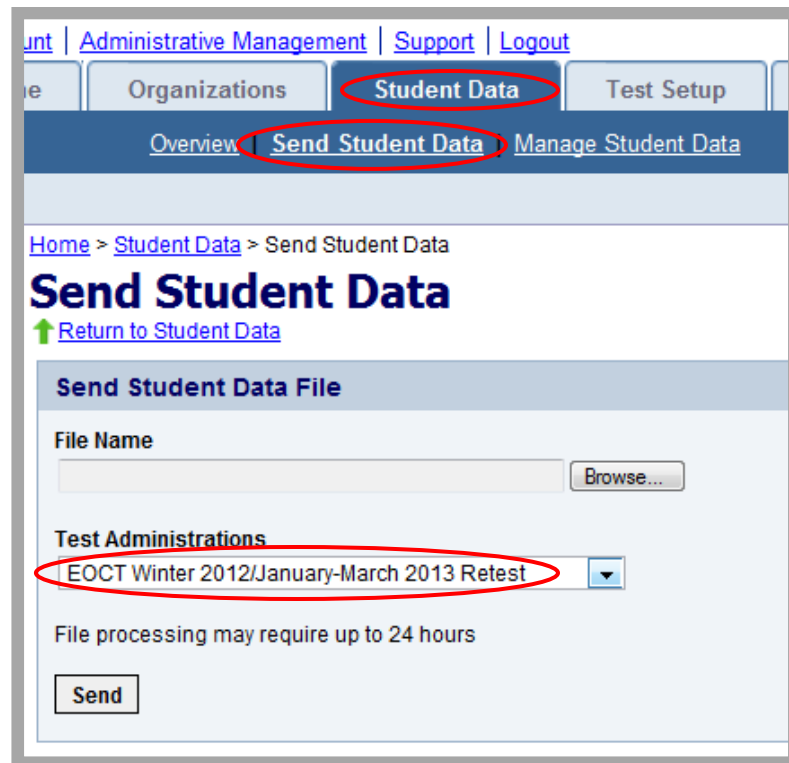 unt | Administrative Management | Support | Logout
e Organizations Student Data Test Setup
Overview | Send Student Data | Manage Student Data
Home > Student Data > Send Student Data
Send Student Data
Return to Student Data
Send Student Data File
File Name
Browse...
Test Administrations
EOCT Winter 2012/January-March 2013 Retest
File processing may require up to 24 hours
Send